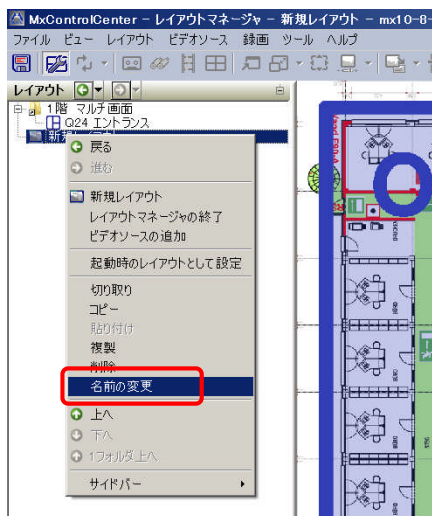 MxControlCenter - レイアウトマネージャ - 新規レイアウト - mx10-8-
ファイル ビュー レイアウト ビデオソース 録画 ツール ヘルプ
レイアウト
1階 マルチ画面
Q24 エントランス
戻る
進む
新規レイアウト
レイアウトマネージャの終了
ビデオソースの追加
起動時のレイアウトとして設定
切り取り
コピー
貼り付け
複製
削除
名前の変更
上へ
下へ
1フォルダ上へ
サイドバー